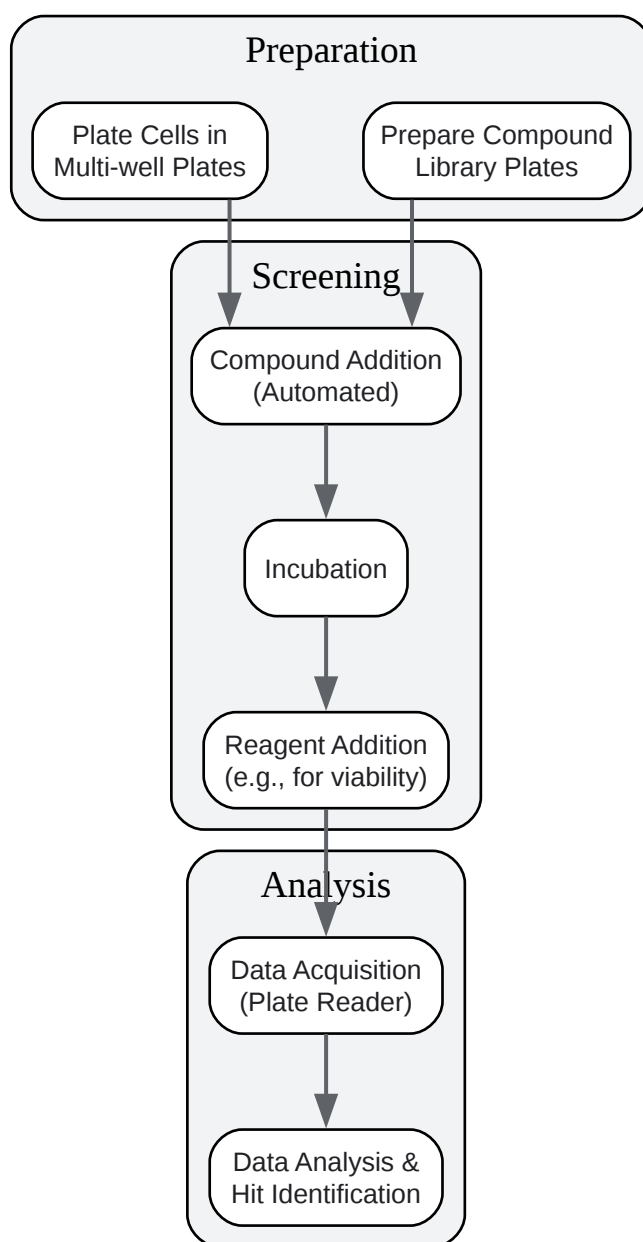 Preparation
Plate Cells in
Multi-well Plates
Prepare Compound
Library Plates
Screening
Compound Addition
(Automated)
Incubation
Reagent Addition
(e.g., for viability)
Analysis
Data Acquisition
(Plate Reader)
Data Analysis &
Hit Identification